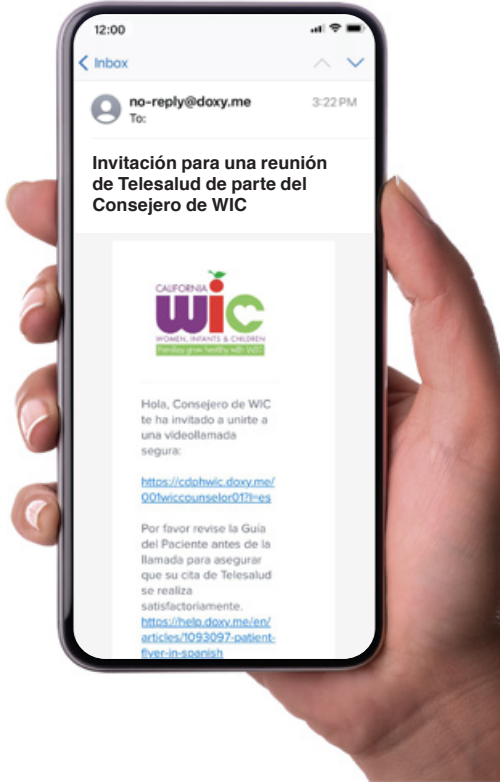 12:00
Inbox
no-reply@doxy.me
3:22 PM
To:
Invitación para una reunión
de Telesalud de parte del
Consejero de WIC
CALIFORNIA
wic
WOMEN, INFANTS & CHILDREN
Families grow healthy with WIC
Hola, Consejero de WIC
te ha invitado a unirte a
una videollamada
segura:
https://cdphwic.doxy.me/
001wiccounselor01?l=es
Por favor revise la Guía
del Paciente antes de la
llamada para asegurar
que su cita de Telesalud
se realiza
satisfactoriamente.
https://help.doxy.me/en/
articles/1093097-patient-
flyer-in-spanish